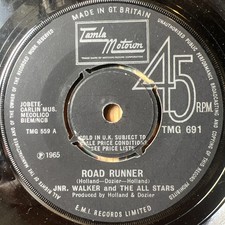 MADE IN GT. BRITAIN
Tamla
Motown
45
RPM
JOBETE-
CARLIN MUS.
MECOLICO
BIEM/NCB
TMG 859 A
SOLD IN U.K. SUBJECT TO
PRICE CONDITIONS
SEE PRICE LISTS
TMG 691
Ⓟ 1965
ROAD RUNNER
(Holland-Dozier-Holland)
JNR. WALKER and THE ALL STARS
Produced by Holland & Dozier
E.M.I. RECORDS LIMITED